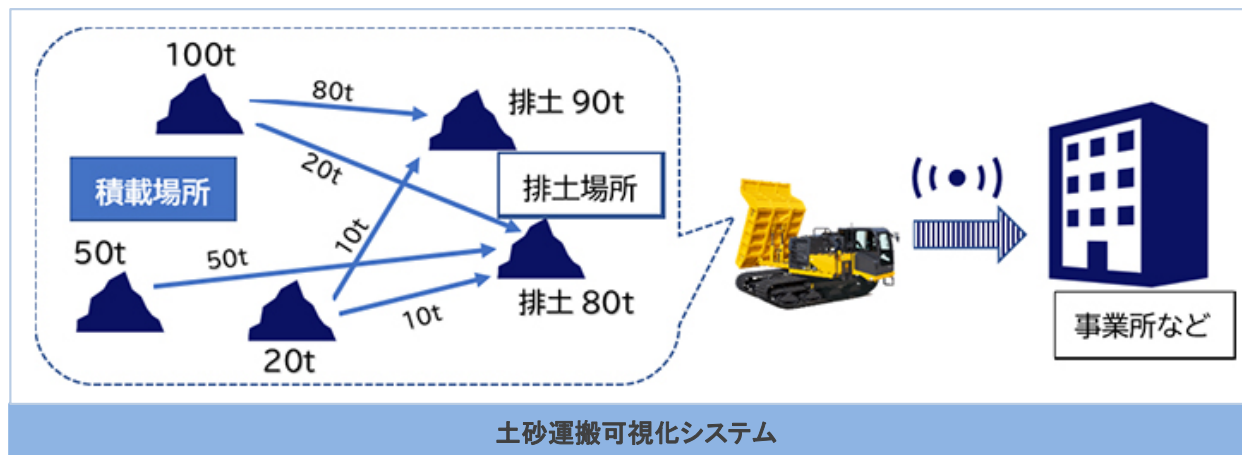 100t
80t
排土 90t
20t
積載場所
排土場所
10t
50t
50t
10t
排土 80t
20t
事業所など
土砂運搬可視化システム